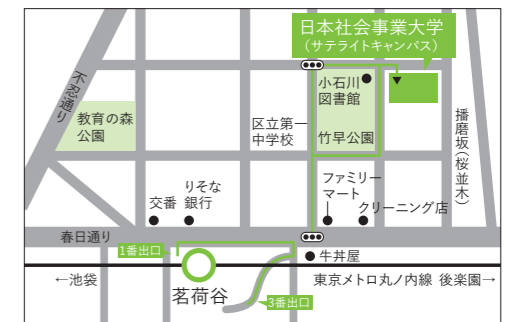 日本社会事業大学
（サテライトキャンパス）
不忍通り
教育の森
公園
区立第一
中学校
小石川
図書館
竹早公園
播磨坂（桜並木）
交番
りそな
銀行
ファミリー
マート
クリーニング店
春日通り
1番出口
牛丼屋
←池袋
茗荷谷
3番出口
東京メトロ丸ノ内線 後楽園→